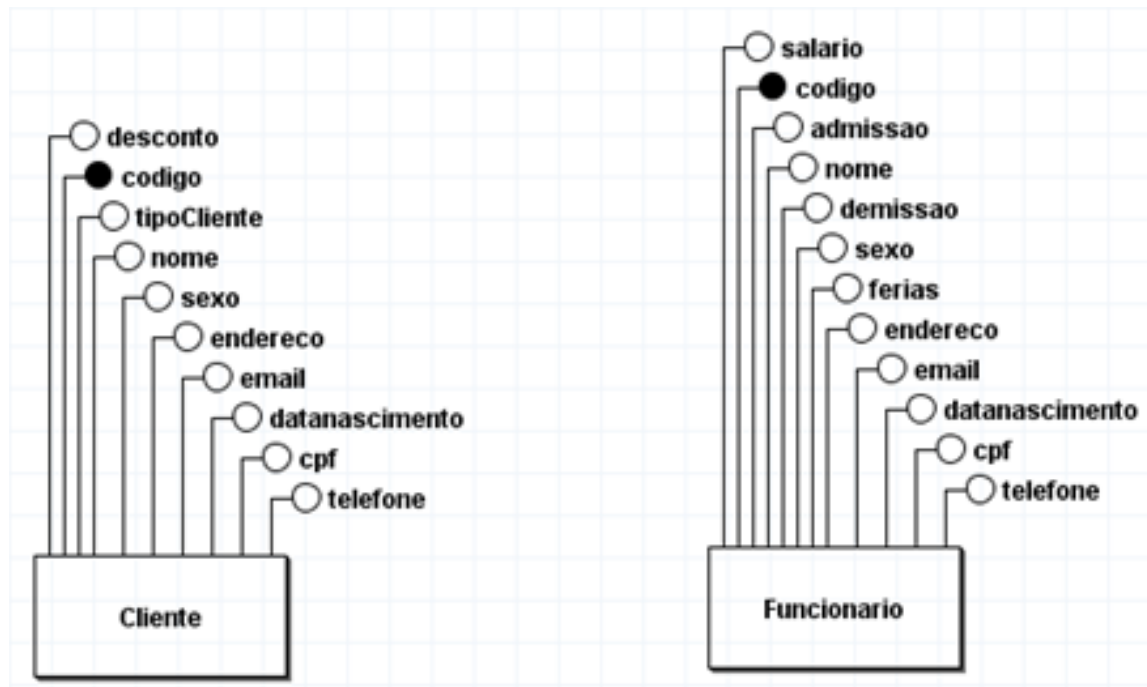 desconto
codigo
tipoCliente
nome
sexo
endereco
email
datanascimento
cpf
telefone
Cliente
salario
codigo
admissao
nome
demissao
sexo
ferias
endereco
email
datanascimento
cpf
telefone
Funcionario